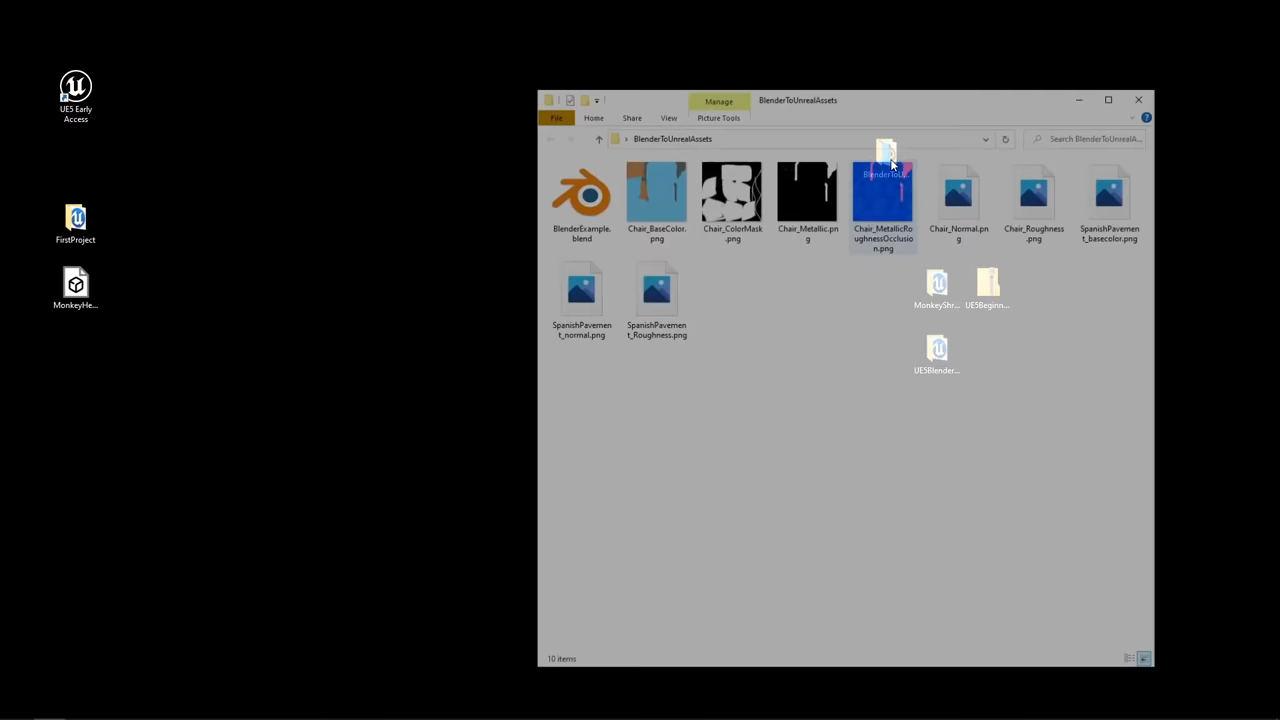 UE5 Early
Access
FirstProject
MonkeyHe...
Manage
BlenderToUnrealAssets
File
Home
Share
View
Picture Tools
BlenderToUnrealAssets
Search BlenderToUnrealA...
BlenderToU...
BlenderExample.
blend
Chair_BaseColor.
png
Chair_ColorMask
.png
Chair_Metallic.pn
g
Chair_MetallicRo
ughnessOcclusio
n.png
Chair_Normal.pn
g
Chair_Roughness
.png
SpanishPavemen
t_basecolor.png
SpanishPavemen
t_normal.png
SpanishPavemen
t_Roughness.png
MonkeyShr...
UE5Beginn...
UE5Blender...
10 items